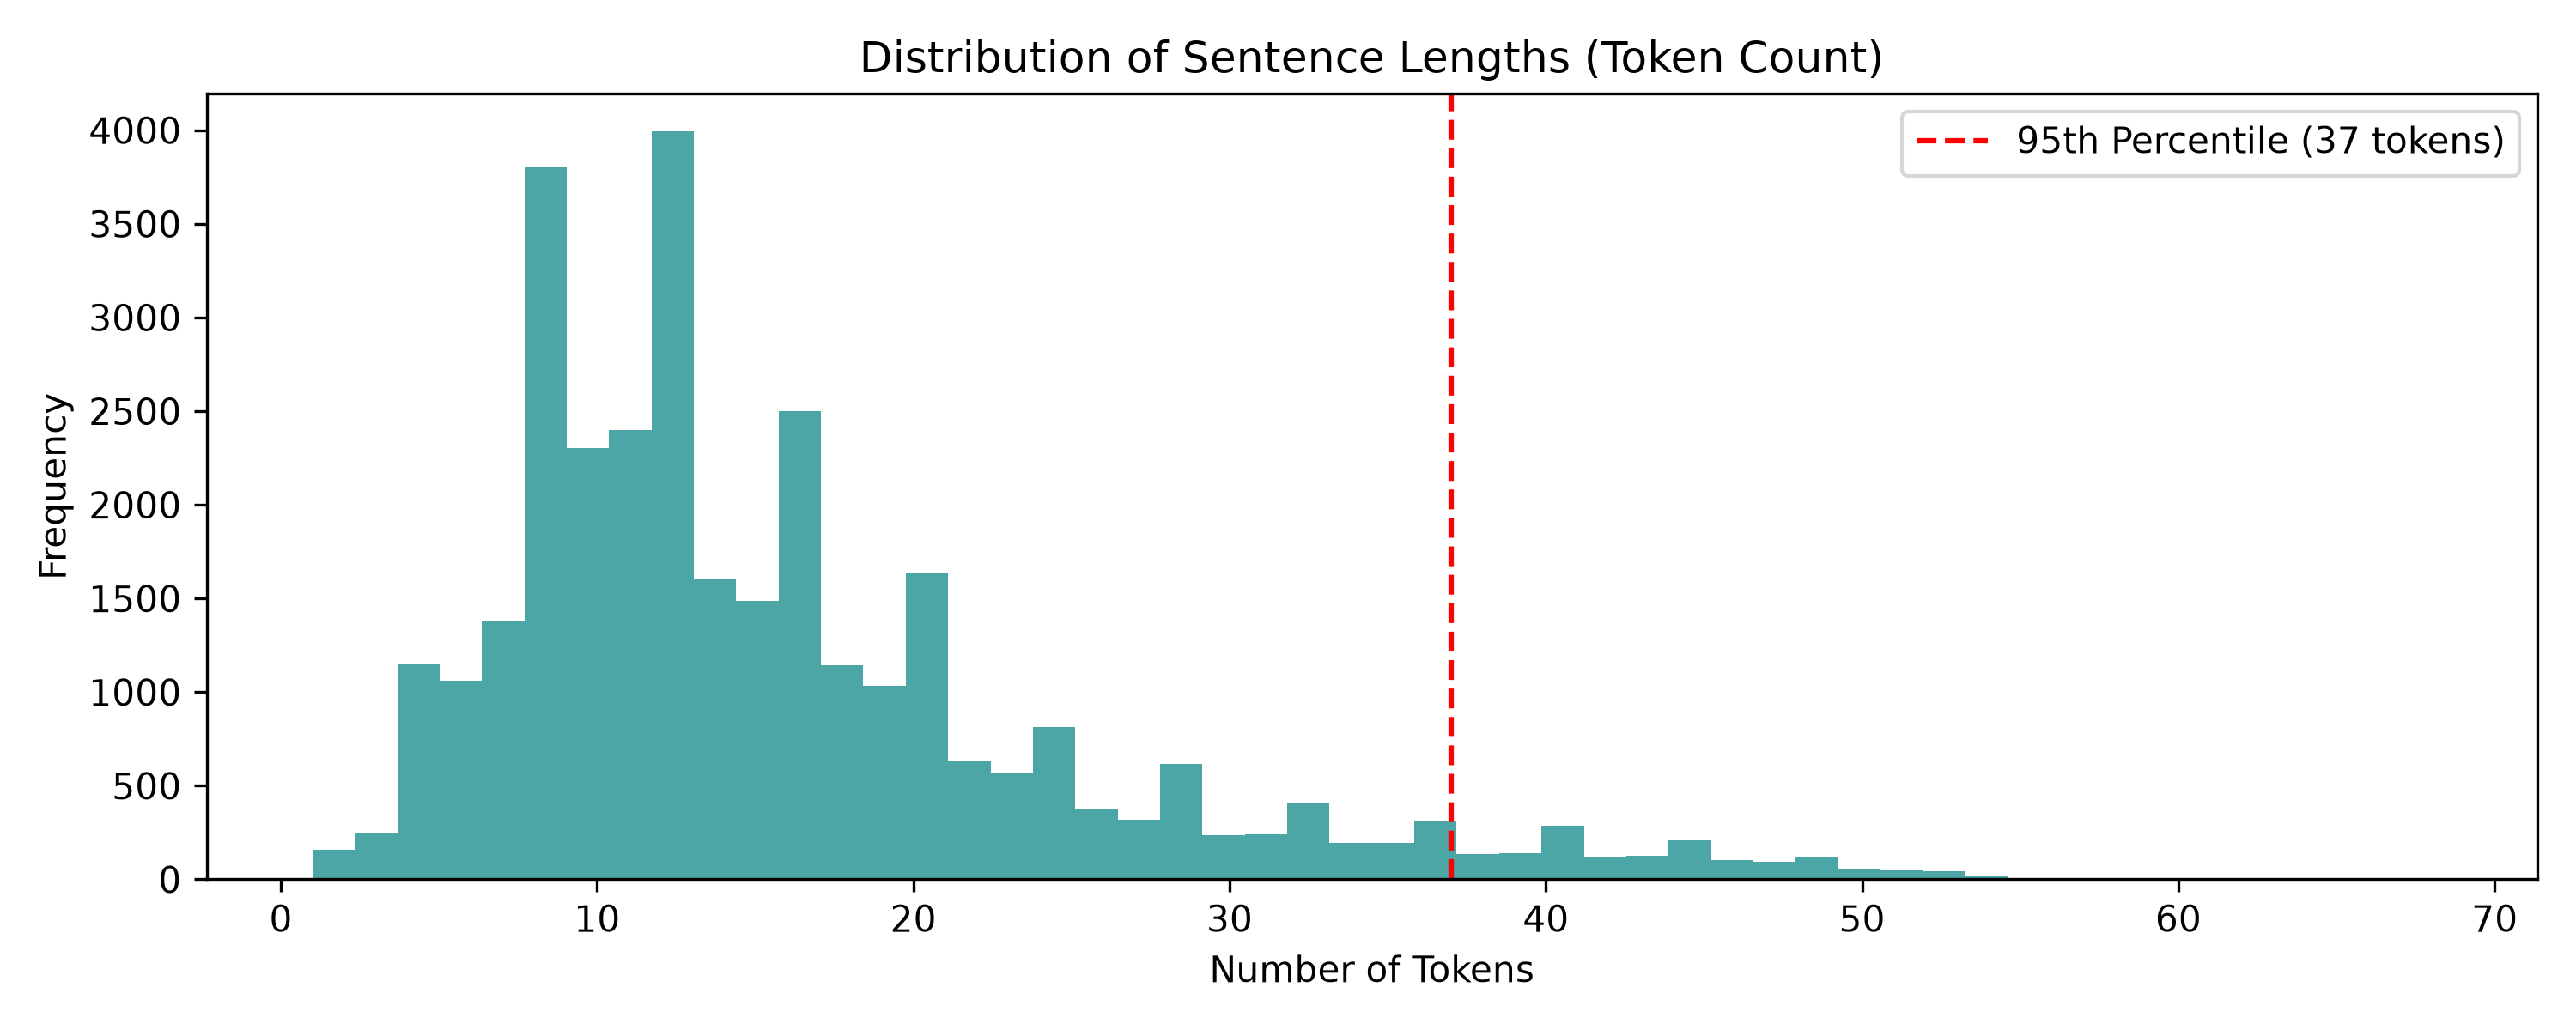 Distribution of Sentence Lengths (Token Count)
95th Percentile (37 tokens)
Frequency
4000
3500
3000
2500
2000
1500
1000
500
0
0 10 20 30 40 50 60 70
Number of Tokens